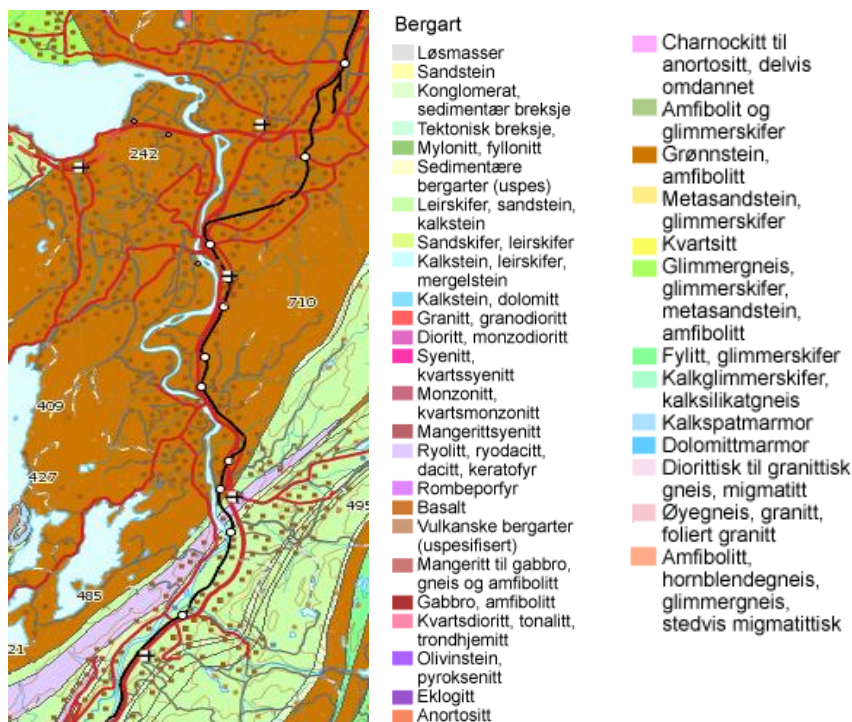 242
710
409
427
495
485
21
Bergart
Løsmasser
Sandstein
Konglomerat,
sedimentær breksje
Tektonisk breksje,
Mylonitt, fyllonitt
Sedimentære
bergarter (uspes)
Leirskifer, sandstein,
kalkstein
Sandskifer, leirskifer
Kalkstein, leirskifer,
mergelstein
Kalkstein, dolomitt
Granitt, granodioritt
Dioritt, monzodioritt
Syenitt,
kvartssyenitt
Monzonitt,
kvartsmonzonitt
Mangerittsyenitt
Ryolitt, ryodacitt,
dacitt, keratofyr
Rombeporfyr
Basalt
Vulkanske bergarter
(uspesifisert)
Mangeritt til gabbro,
gneis og amfibolitt
Gabbro, amfibolitt
Kvartsdioritt, tonalitt,
trondhjemitt
Olivinstein,
pyroksenitt
Eklogitt
Anortositt
Charnockitt til
anortositt, delvis
omdannet
Amfibolit og
glimmerskifer
Grønnstein,
amfibolitt
Metasandstein,
glimmerskifer
Kvartsitt
Glimmergneis,
glimmerskifer,
metasandstein,
amfibolitt
Fylitt, glimmerskifer
Kalkglimmerskifer,
kalksilikatgneis
Kalkspatmarmor
Dolomittmarmor
Diorittisk til granittisk
gneis, migmatitt
Øyegneis, granitt,
foliert granitt
Amfibolitt,
hornblendegneis,
glimmergneis,
stedvis migmatittisk